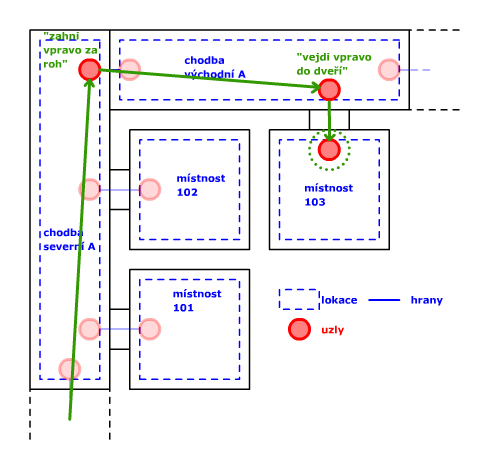 "zahni
vpravo za
roh"
chodba
východní A
"vejdi vpravo
do dveří"
místnost
102
místnost
103
chodba
severní A
místnost
101
lokace
hrany
uzly